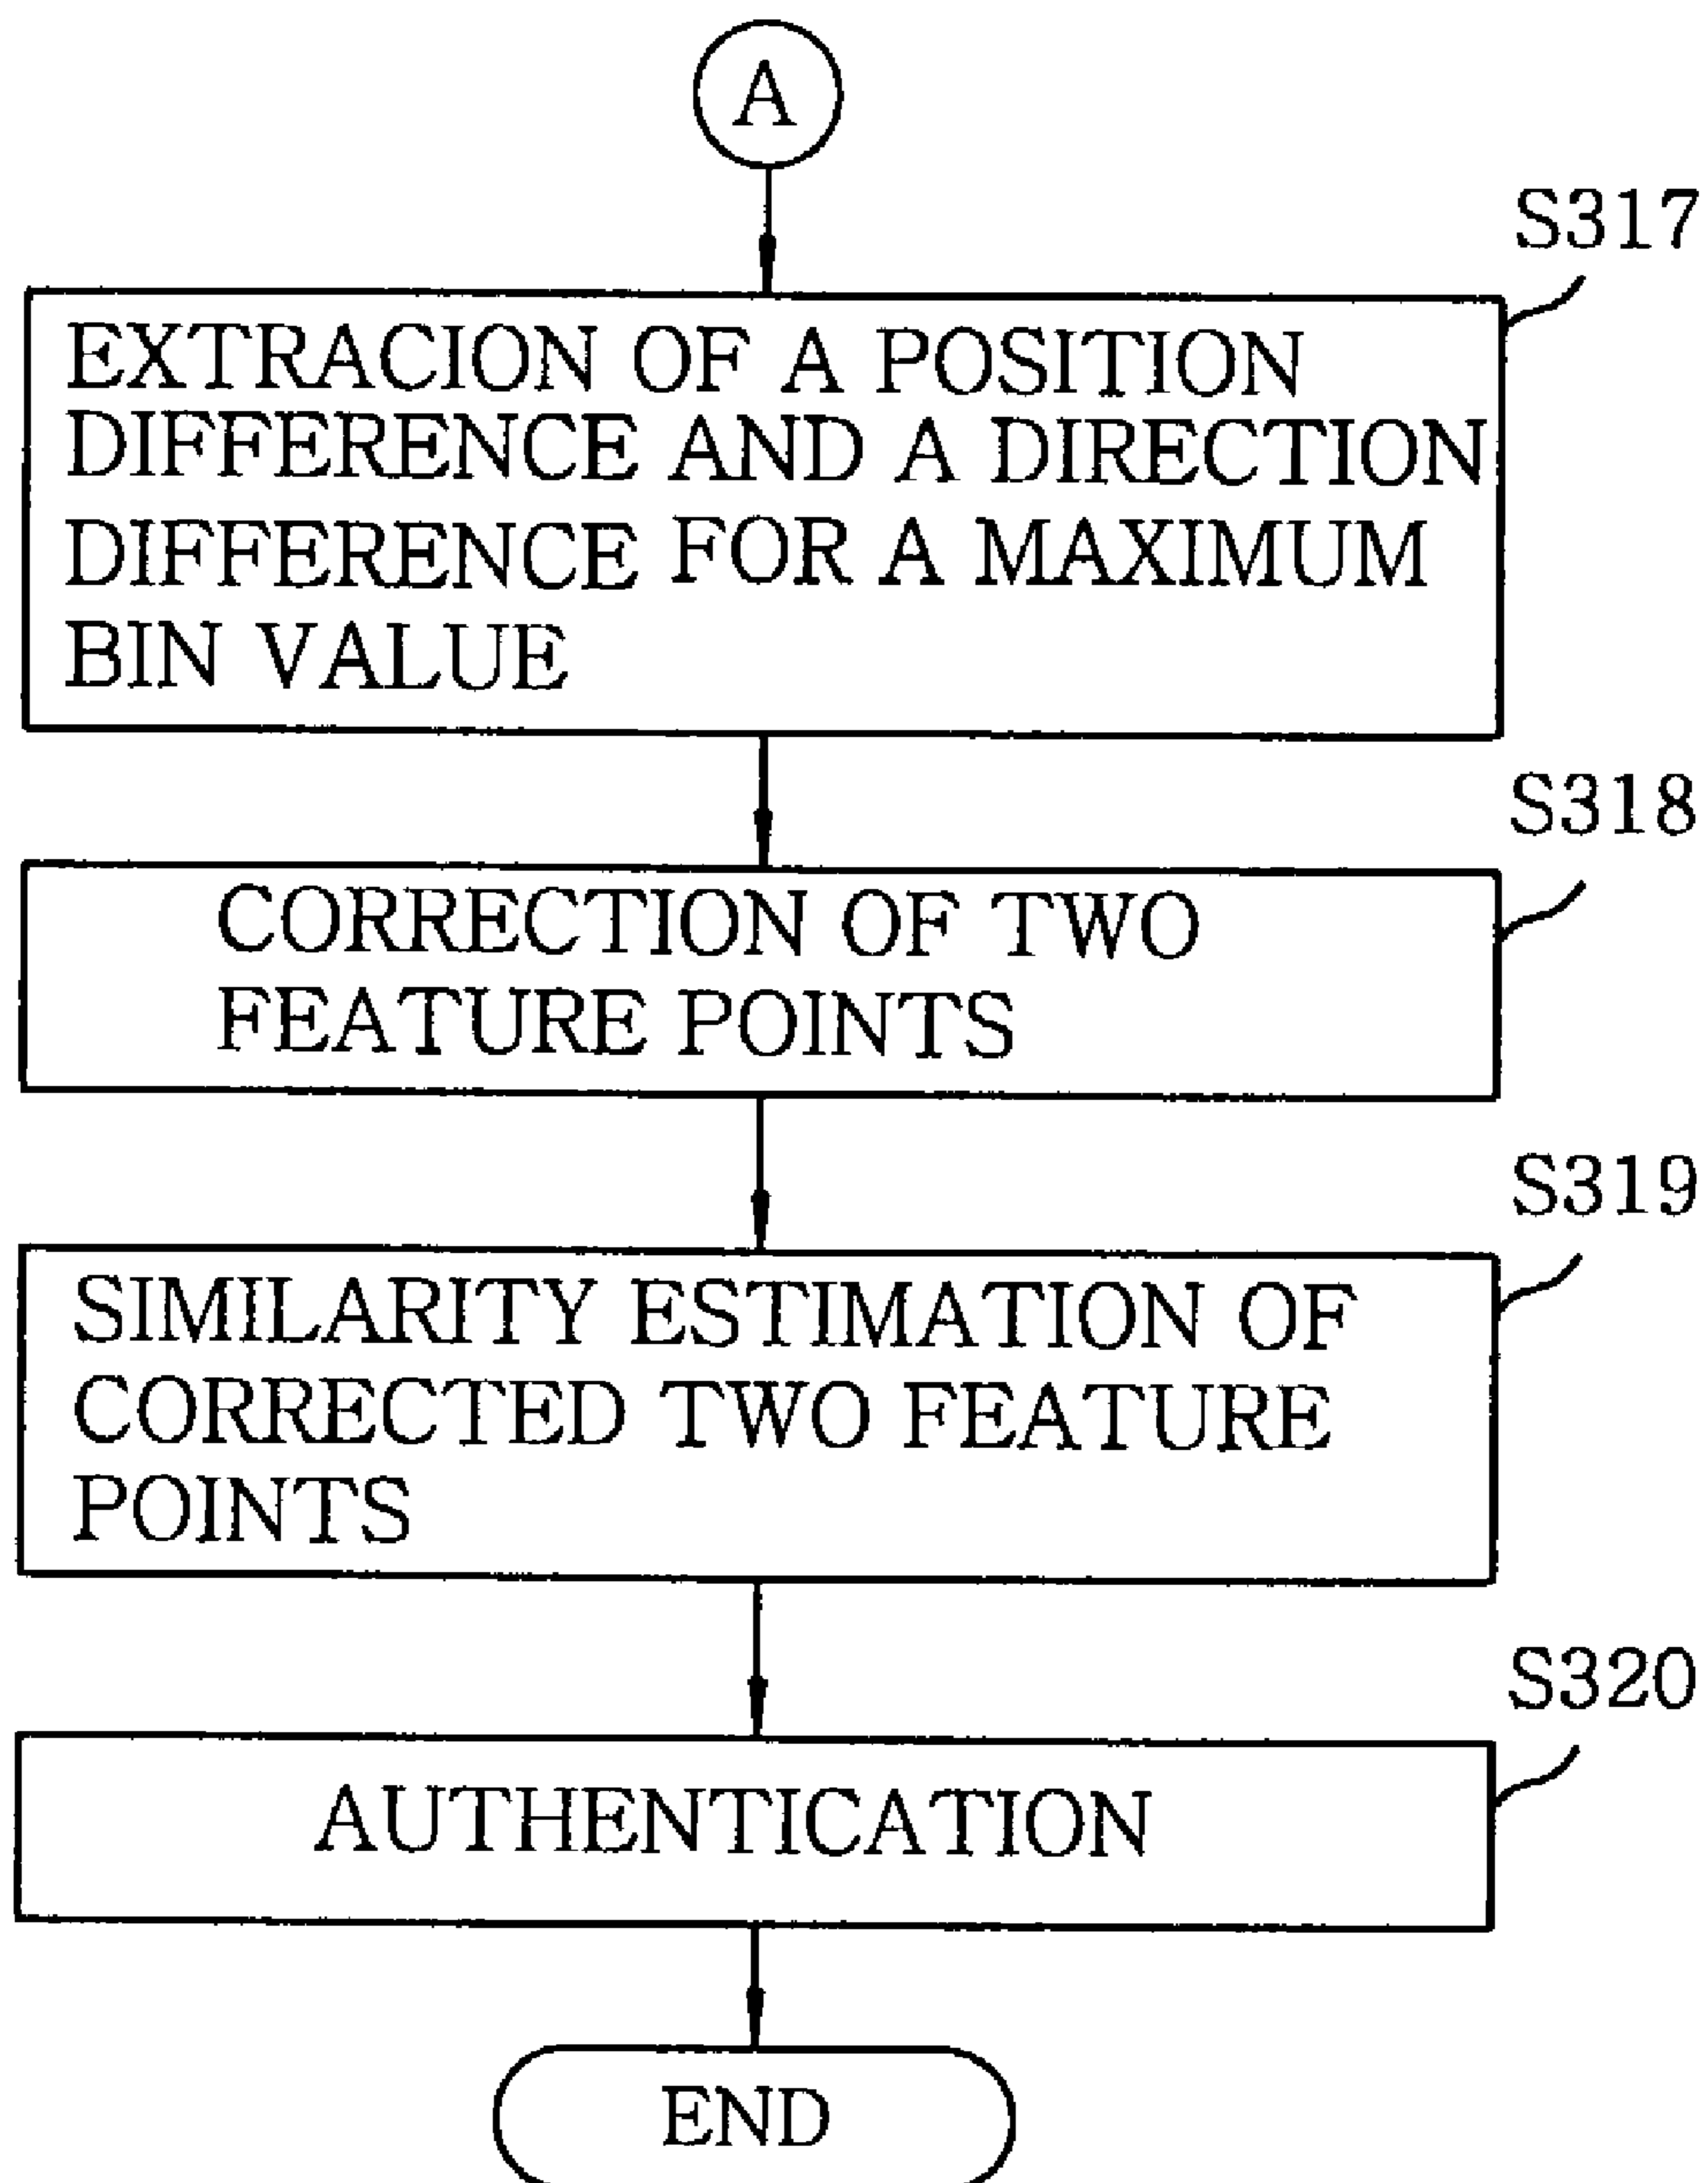 A
S317
EXTRACION OF A POSITION
DIFFERENCE AND A DIRECTION
DIFFERENCE FOR A MAXIMUM
BIN VALUE
S318
CORRECTION OF TWO
FEATURE POINTS
S319
SIMILARITY ESTIMATION OF
CORRECTED TWO FEATURE
POINTS
S320
AUTHENTICATION
END